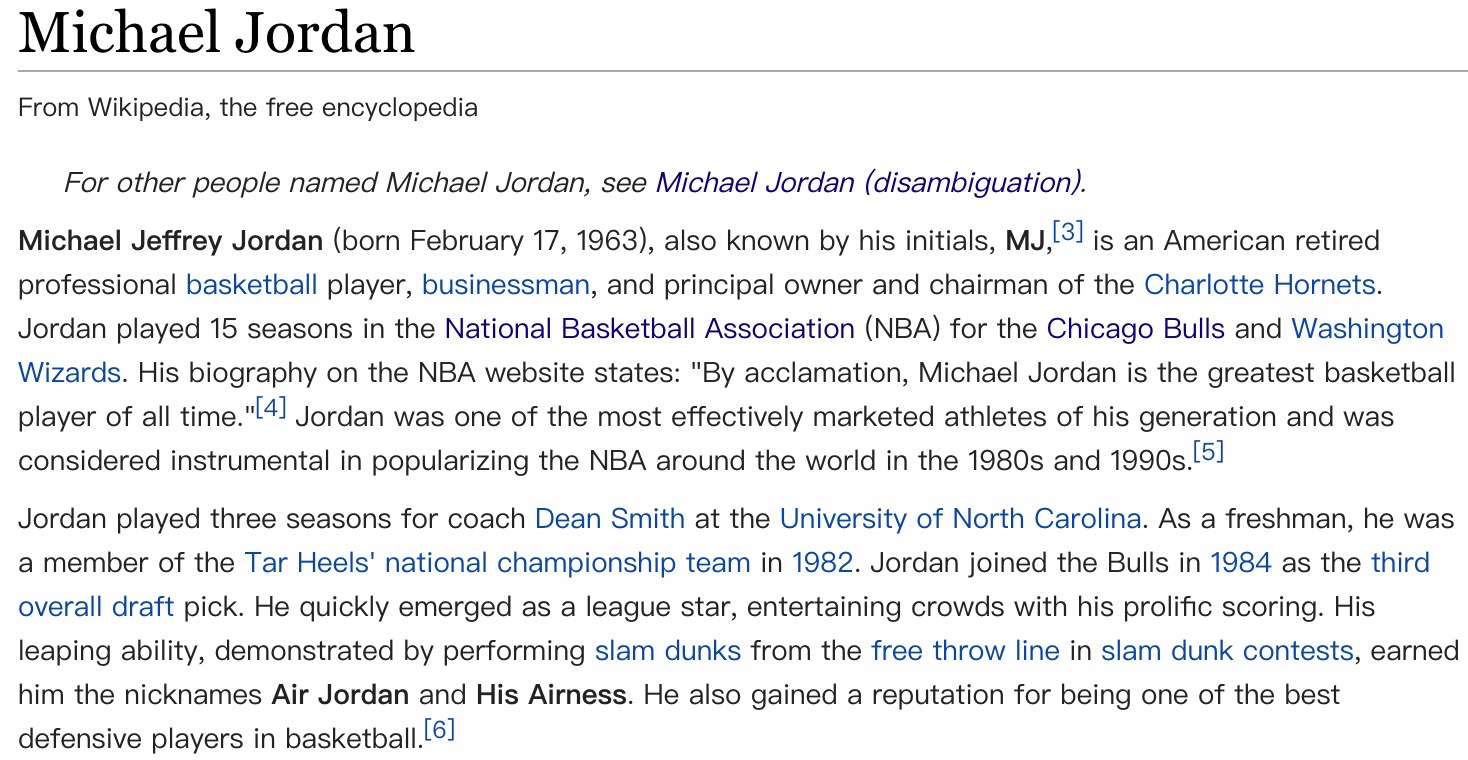 Michael Jordan
From Wikipedia, the free encyclopedia
For other people named Michael Jordan, see Michael Jordan (disambiguation).
Michael Jeffrey Jordan (born February 17, 1963), also known by his initials, MJ,[3] is an American retired
professional basketball player, businessman, and principal owner and chairman of the Charlotte Hornets.
Jordan played 15 seasons in the National Basketball Association (NBA) for the Chicago Bulls and Washington
Wizards. His biography on the NBA website states: "By acclamation, Michael Jordan is the greatest basketball
player of all time."[4] Jordan was one of the most effectively marketed athletes of his generation and was
considered instrumental in popularizing the NBA around the world in the 1980s and 1990s.[5]
Jordan played three seasons for coach Dean Smith at the University of North Carolina. As a freshman, he was
a member of the Tar Heels' national championship team in 1982. Jordan joined the Bulls in 1984 as the third
overall draft pick. He quickly emerged as a league star, entertaining crowds with his prolific scoring. His
leaping ability, demonstrated by performing slam dunks from the free throw line in slam dunk contests, earned
him the nicknames Air Jordan and His Airness. He also gained a reputation for being one of the best
defensive players in basketball.[6]